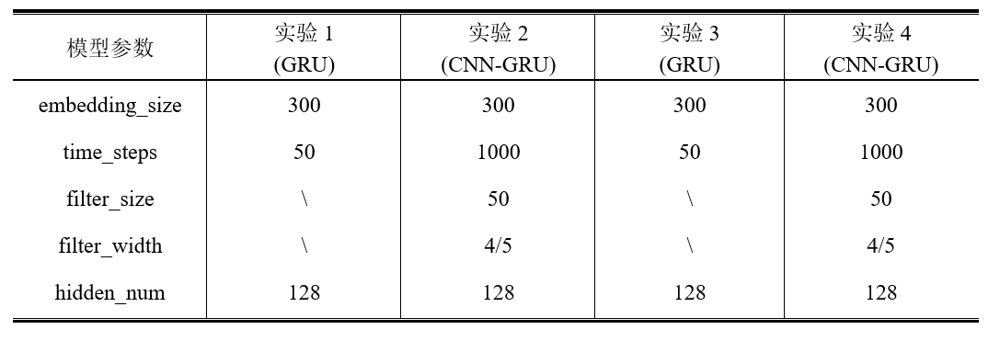 模型参数 实验 1 (GRU) 实验 2 (CNN-GRU) 实验 3 (GRU) 实验 4 (CNN-GRU)
embedding_size 300 300 300 300
time_steps 50 1000 50 1000
filter_size \ 50 \ 50
filter_width \ 4/5 \ 4/5
hidden_num 128 128 128 128